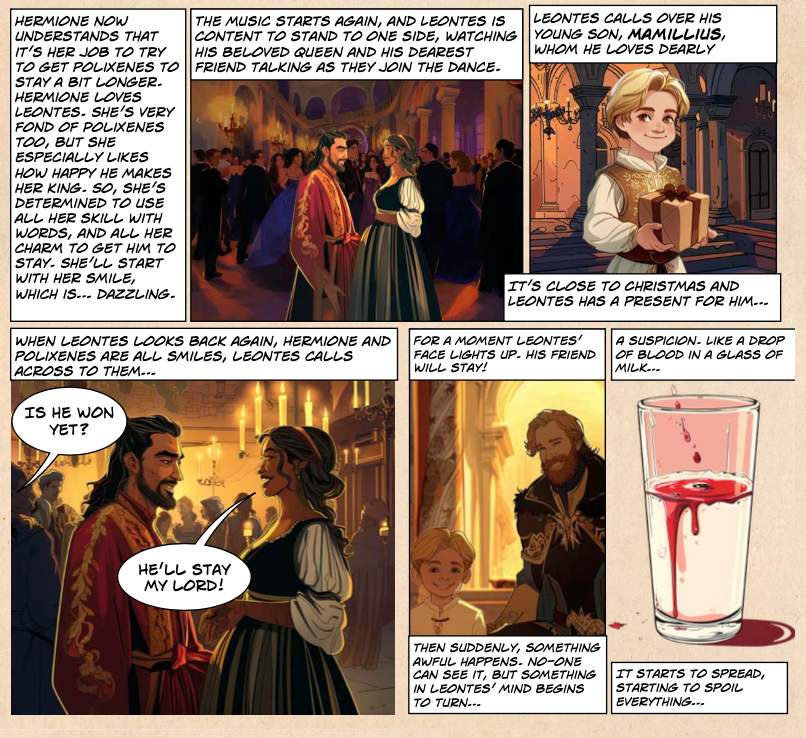 HERMIONE NOW
UNDERSTANDS THAT
IT'S HER JOB TO TRY
TO GET POLIXENES TO
STAY A BIT LONGER.
HERMIONE LOVES
LEONTES. SHE'S VERY
FOND OF POLIXENES
TOO, BUT SHE
ESPECIALLY LIKES
HOW HAPPY HE MAKES
HER KING. SO, SHE'S
DETERMINED TO USE
ALL HER SKILL WITH
WORDS, AND ALL HER
CHARM TO GET HIM TO
STAY. SHE'LL START
WITH HER SMILE,
WHICH IS... DAZZLING.
THE MUSIC STARTS AGAIN, AND LEONTES IS
CONTENT TO STAND TO ONE SIDE, WATCHING
HIS BELOVED QUEEN AND HIS DEAREST
FRIEND TALKING AS THEY JOIN THE DANCE.
LEONTES CALLS OVER HIS
YOUNG SON, MAMILLIUS,
WHOM HE LOVES DEARLY
IT'S CLOSE TO CHRISTMAS AND
LEONTES HAS A PRESENT FOR HIM...
WHEN LEONTES LOOKS BACK AGAIN, HERMIONE AND
POLIXENES ARE ALL SMILES, LEONTES CALLS
ACROSS TO THEM...
IS HE WON
YET?
HE'LL STAY
MY LORD!
FOR A MOMENT LEONTES'
FACE LIGHTS UP. HIS FRIEND
WILL STAY!
THEN SUDDENLY, SOMETHING
AWFUL HAPPENS. NO-ONE
CAN SEE IT, BUT SOMETHING
IN LEONTES' MIND BEGINS
TO TURN...
A SUSPICION. LIKE A DROP
OF BLOOD IN A GLASS OF
MILK...
IT STARTS TO SPREAD,
STARTING TO SPOIL
EVERYTHING...